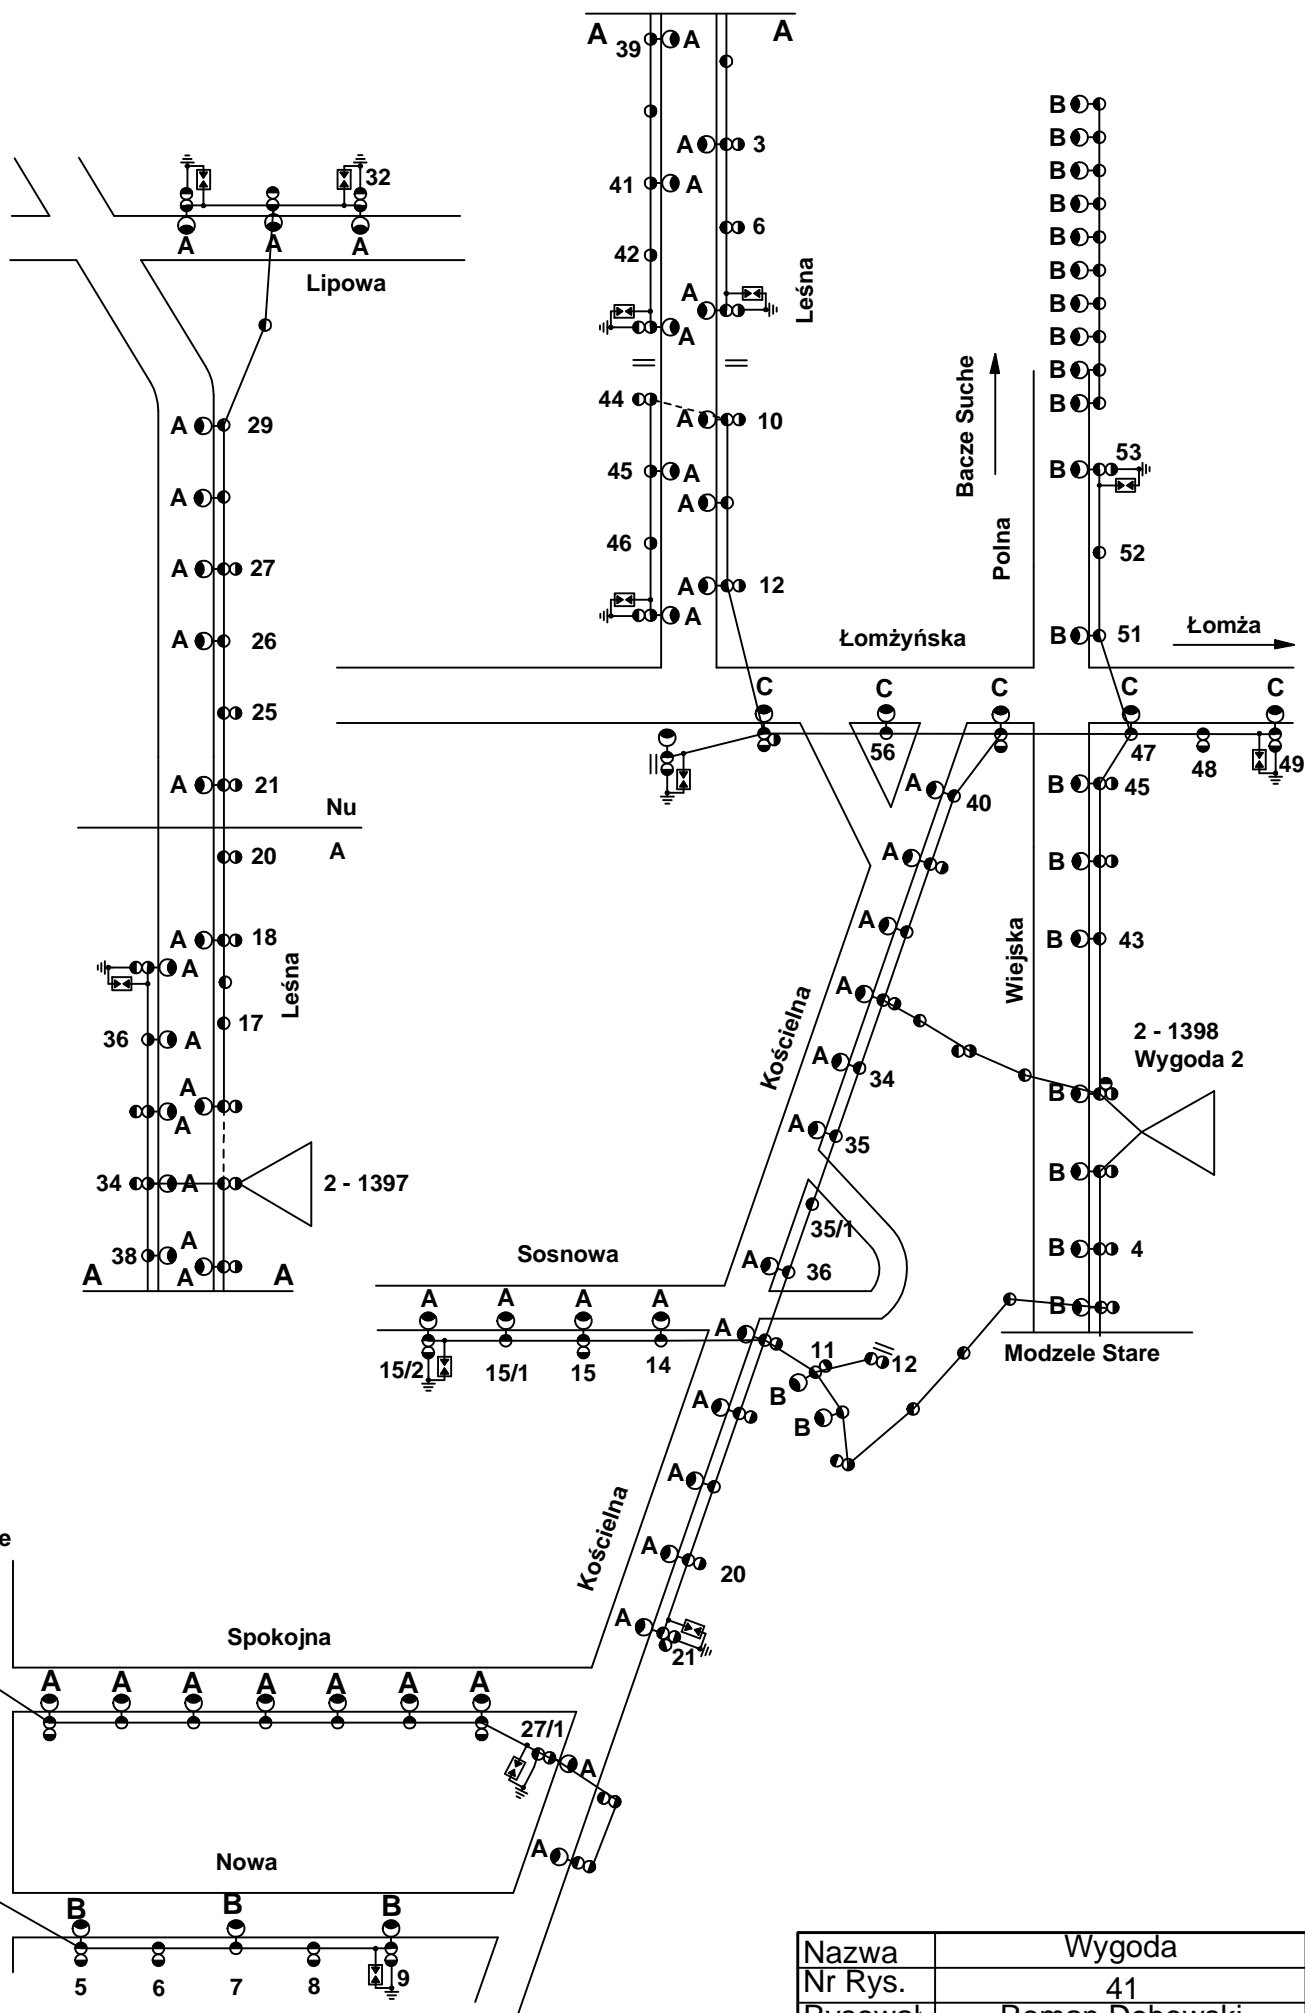 A 39 A A
A 3
41 A
6
42
A
A
Leśna
44
A 10
45 A
A
46
A 12
A
32
A A A
Lipowa
A 29
A
A 27
A 26
25
A 21
Nu
A
20
A 18
A
17
Leśna
36 A
A
A
34 A
2 - 1397
38 A
A
A A
B
B
B
B
B
B
B
B
B
B
B 53
52
B 51
Bacze Suche
Polna
Łomża
Łomżyńska
C C C C
56
47 48 49
A 40
A
A
A
A 34
A 35
35/1
A 36
Kościelna
Wiejska
B 45
B
B 43
2 - 1398
Wygoda 2
B
B
B 4
B
Modzele Stare
Sosnowa
A A A A
15/2 15/1 15 14
A
11
12
B
B
A
A
A 20
A
21
Kościelna
e
Spokojna
A A A A A A A
27/1
A
A
Nowa
B B B
5 6 7 8 9
Nazwa Wygoda
Nr Rys. 41